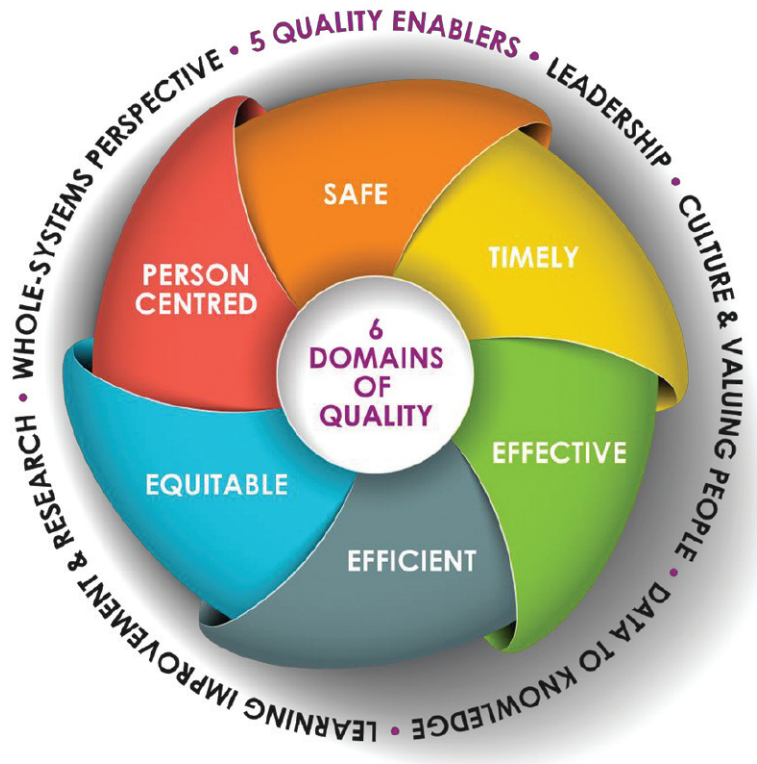 • 5 QUALITY ENABLERS • LEADERSHIP • CULTURE & VALUING PEOPLE • DATA TO KNOWLEDGE • LEARNING IMPROVEMENT & RESEARCH • WHOLE-SYSTEMS PERSPECTIVE
SAFE
TIMELY
EFFECTIVE
EFFICIENT
EQUITABLE
PERSON
CENTRED
6
DOMAINS
OF
QUALITY